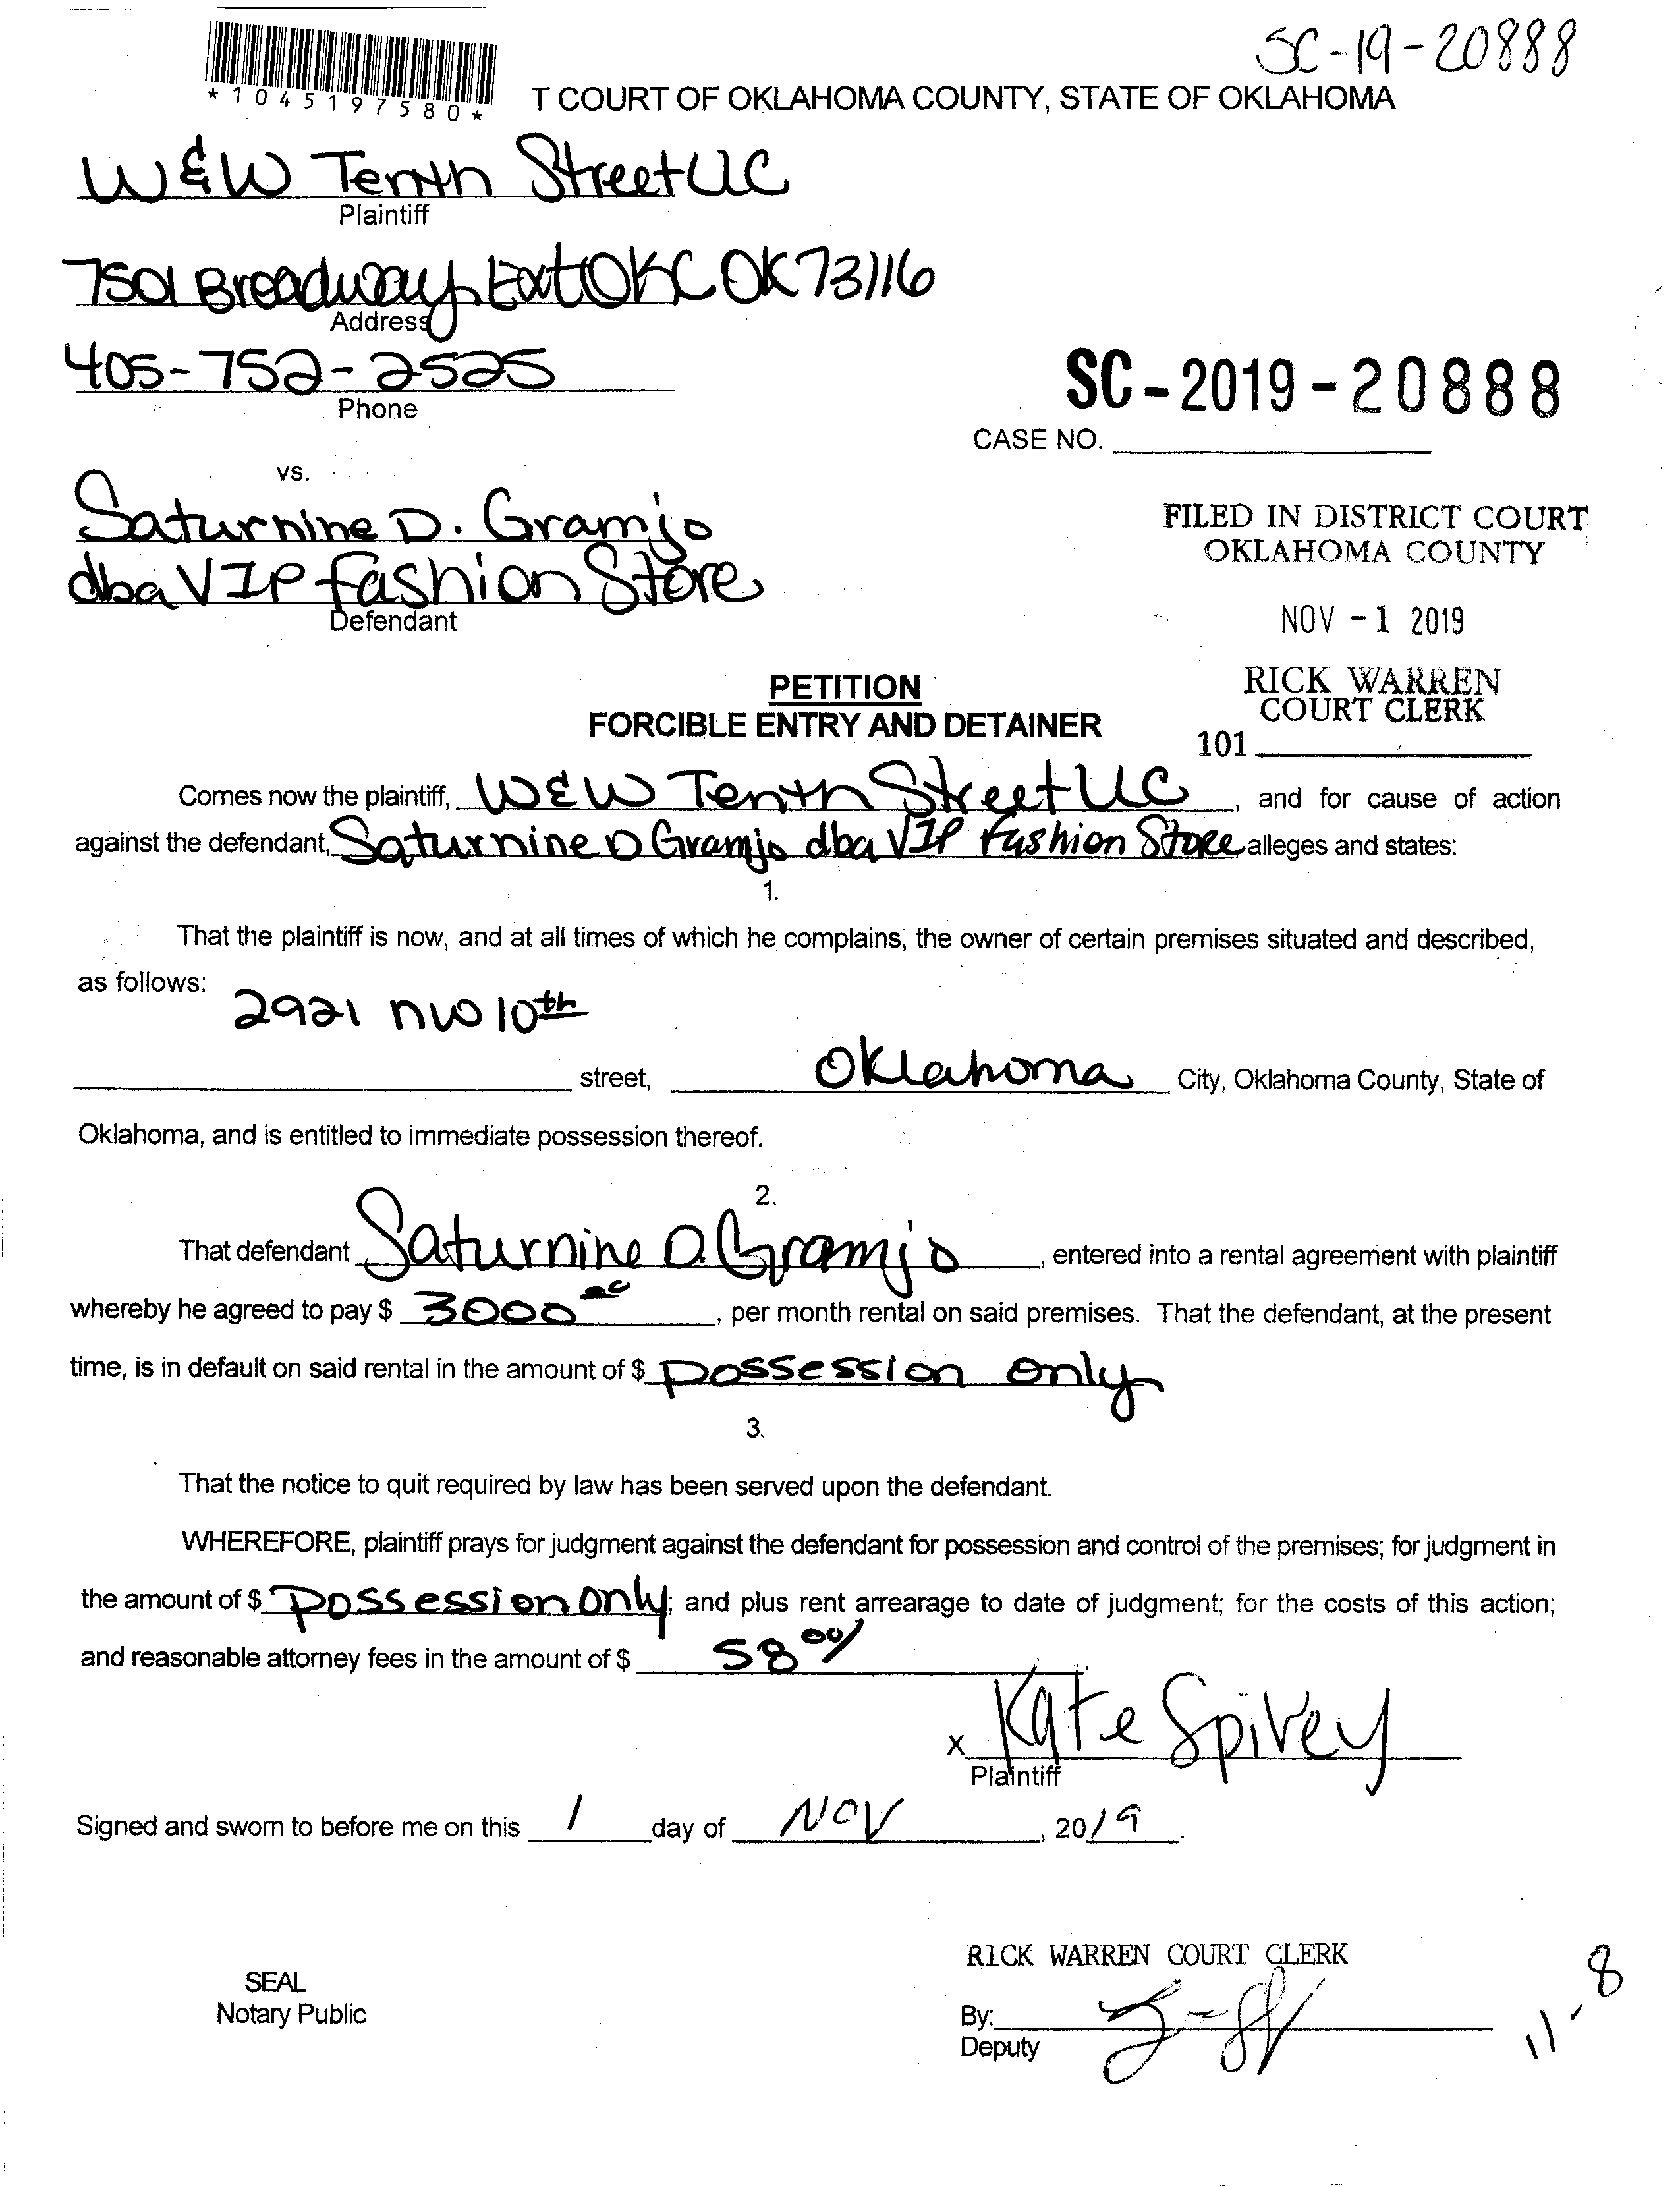 SC-19-20888
*1045197580*
T COURT OF OKLAHOMA COUNTY, STATE OF OKLAHOMA
W&W Tenth Street LLC
Plaintiff
7501 Broadway Ext OKC OK 73116
Address
405-752-2525
Phone
SC-2019-20888
CASE NO.
vs.
Saturnine D. Gramjo
dba VIP Fashion Store
Defendant
FILED IN DISTRICT COURT
OKLAHOMA COUNTY
NOV -1 2019
RICK WARREN
COURT CLERK
101
PETITION
FORCIBLE ENTRY AND DETAINER
Comes now the plaintiff, W&W Tenth Street LLC, and for cause of action
against the defendant, Saturnine D Gramjo dba VIP Fashion Store, alleges and states:
1.
That the plaintiff is now, and at all times of which he complains, the owner of certain premises situated and described,
as follows:
2921 NW 10th
street, Oklahoma City, Oklahoma County, State of
Oklahoma, and is entitled to immediate possession thereof.
2.
That defendant Saturnine D. Gramjo, entered into a rental agreement with plaintiff
whereby he agreed to pay $ 3000 00, per month rental on said premises. That the defendant, at the present
time, is in default on said rental in the amount of $ possession only
3.
That the notice to quit required by law has been served upon the defendant.
WHEREFORE, plaintiff prays for judgment against the defendant for possession and control of the premises; for judgment in
the amount of $ possession only; and plus rent arrearage to date of judgment; for the costs of this action;
and reasonable attorney fees in the amount of $ 58 00/
x Kate Spivey
Plaintiff
Signed and sworn to before me on this 1 day of NOV, 2019.
RICK WARREN COURT CLERK
SEAL
Notary Public
By:
Deputy
11-8